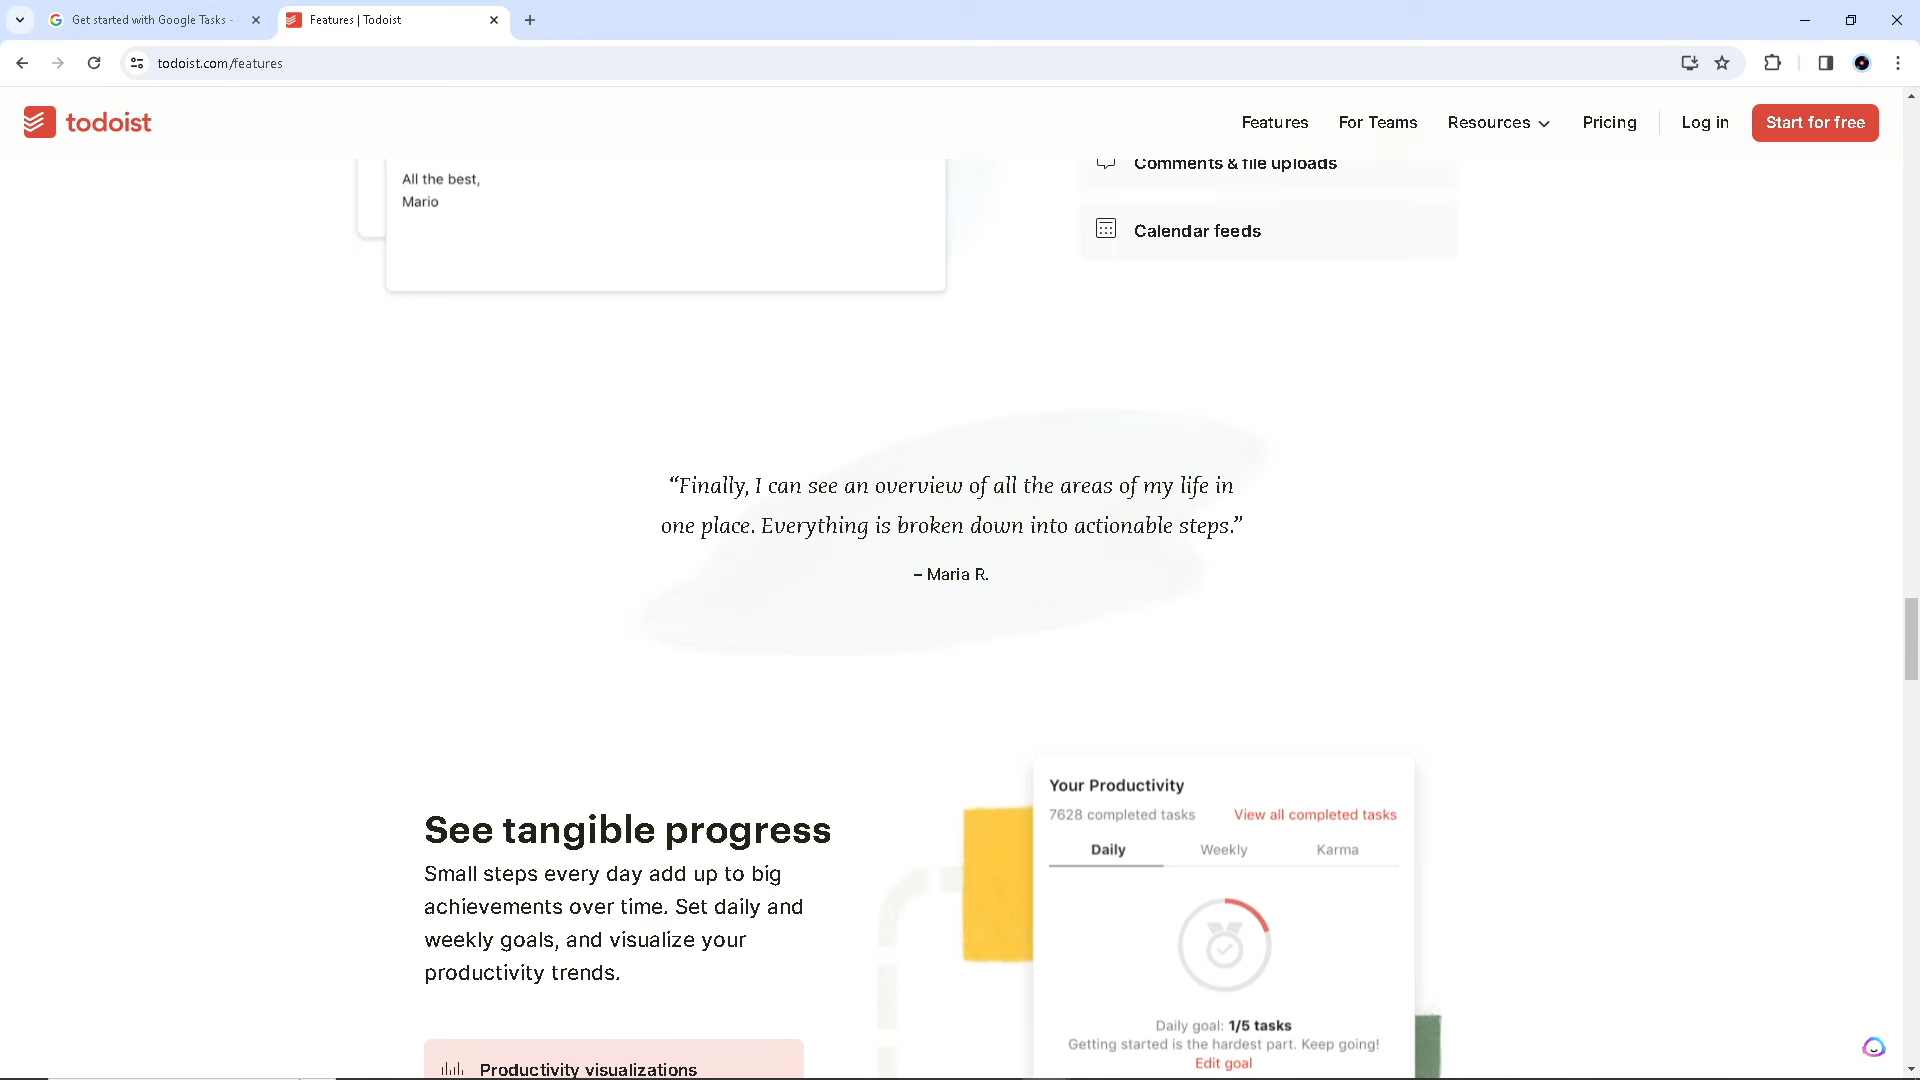 Get started with Google Tasks -
Features | Todoist
todoist.com/features
todoist
Features
For Teams
Resources
Pricing
Log in
Start for free
All the best,
Mario
Comments & file uploads
Calendar feeds
“Finally, I can see an overview of all the areas of my life in
one place. Everything is broken down into actionable steps.”
– Maria R.
See tangible progress
Small steps every day add up to big
achievements over time. Set daily and
weekly goals, and visualize your
productivity trends.
Productivity visualizations
Your Productivity
7628 completed tasks
View all completed tasks
Daily
Weekly
Karma
Daily goal: 1/5 tasks
Getting started is the hardest part. Keep going!
Edit goal